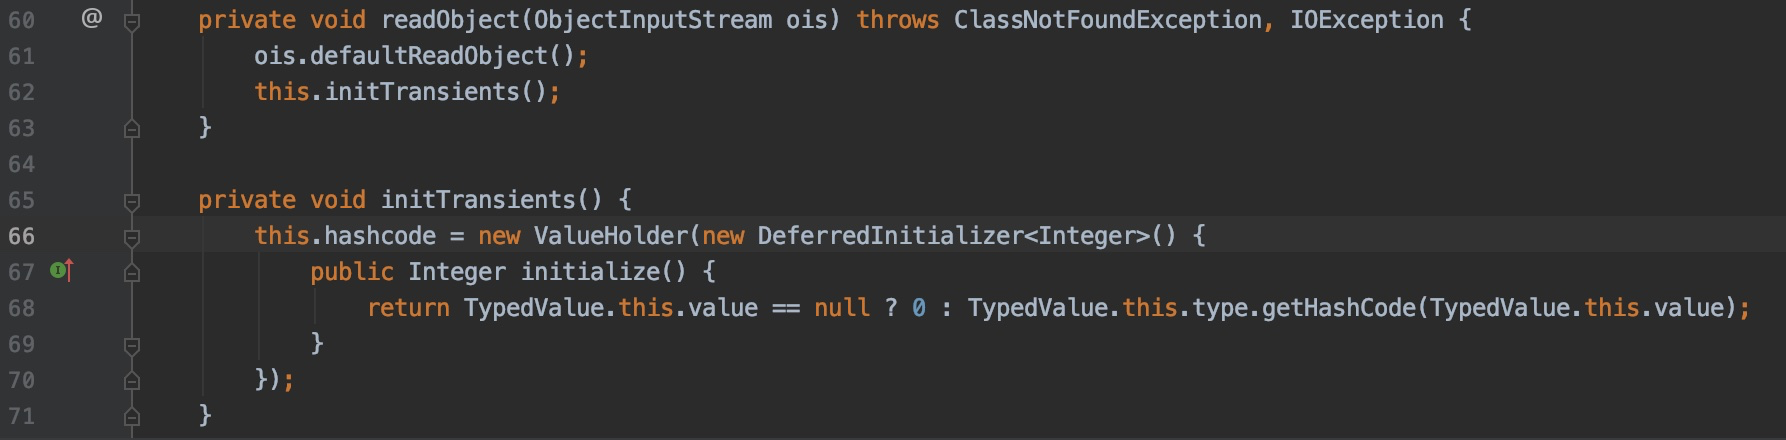 60 @ private void readObject(ObjectInputStream ois) throws ClassNotFoundException, IOException {
61 ois.defaultReadObject();
62 this.initTransients();
63 }
64
65 private void initTransients() {
66 this.hashcode = new ValueHolder(new DeferredInitializer<Integer>() {
67 public Integer initialize() {
68 return TypedValue.this.value == null ? 0 : TypedValue.this.type.getHashCode(TypedValue.this.value);
69 }
70 });
71 }